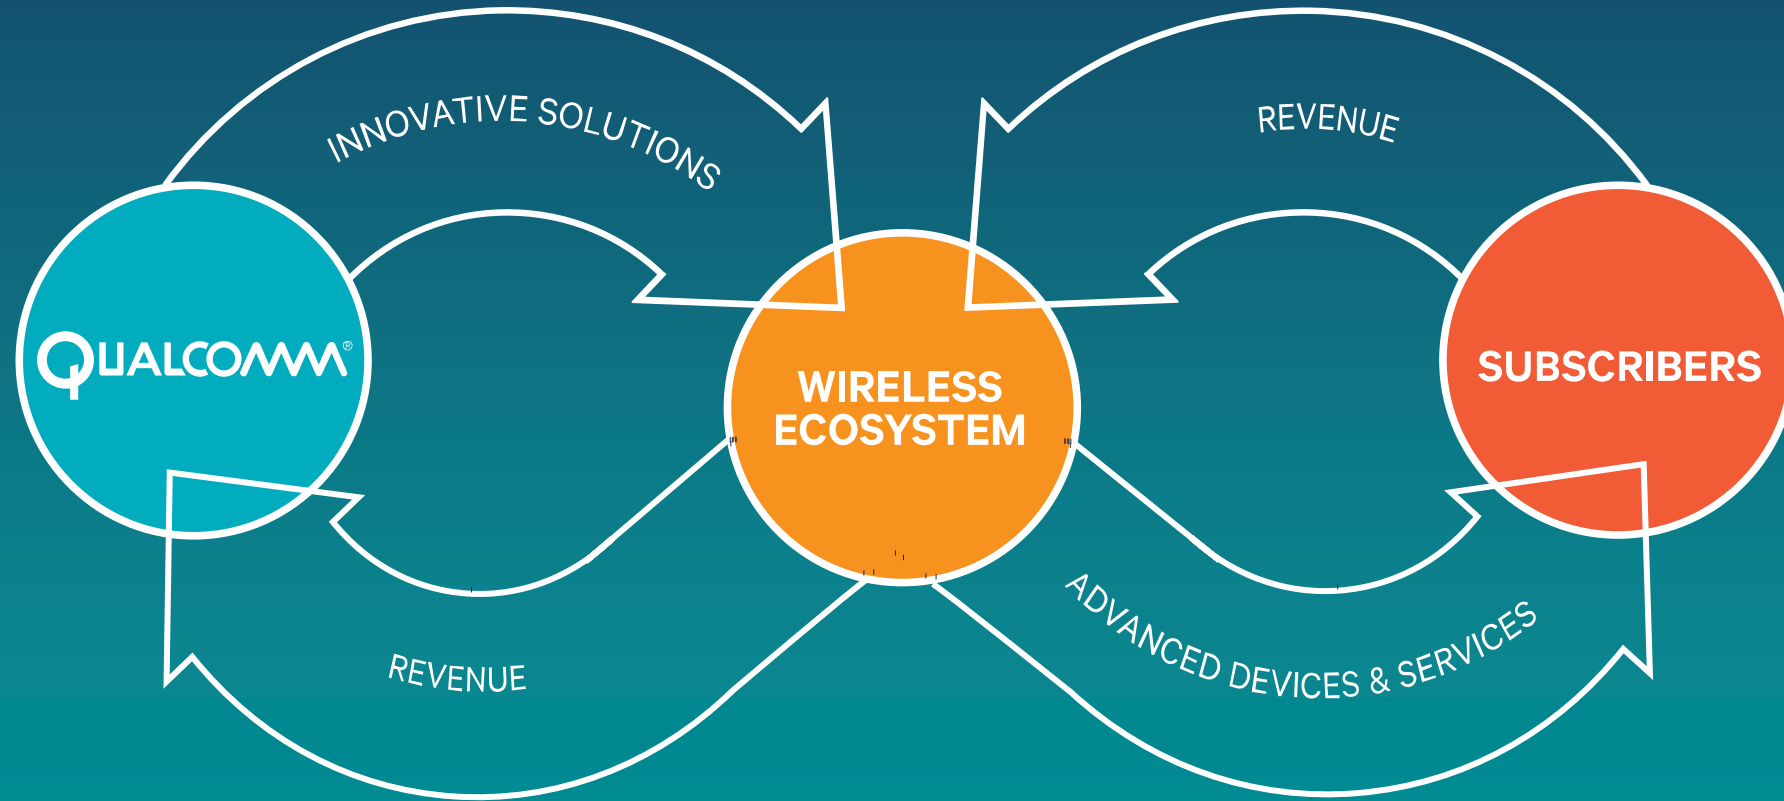 INNOVATIVE SOLUTIONS
REVENUE
QUALCOMM®
WIRELESS
ECOSYSTEM
SUBSCRIBERS
REVENUE
ADVANCED DEVICES & SERVICES